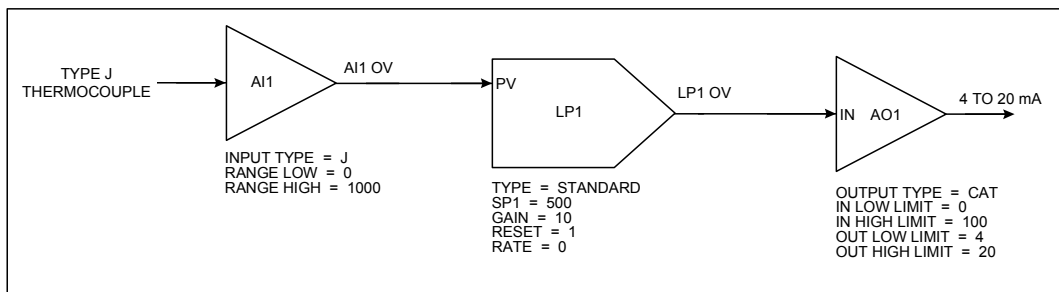 TYPE J
THERMOCOUPLE
AI1
AI1 OV
INPUT TYPE = J
RANGE LOW = 0
RANGE HIGH = 1000
PV
LP1
LP1 OV
TYPE = STANDARD
SP1 = 500
GAIN = 10
RESET = 1
RATE = 0
IN AO1
4 TO 20 mA
OUTPUT TYPE = CAT
IN LOW LIMIT = 0
IN HIGH LIMIT = 100
OUT LOW LIMIT = 4
OUT HIGH LIMIT = 20